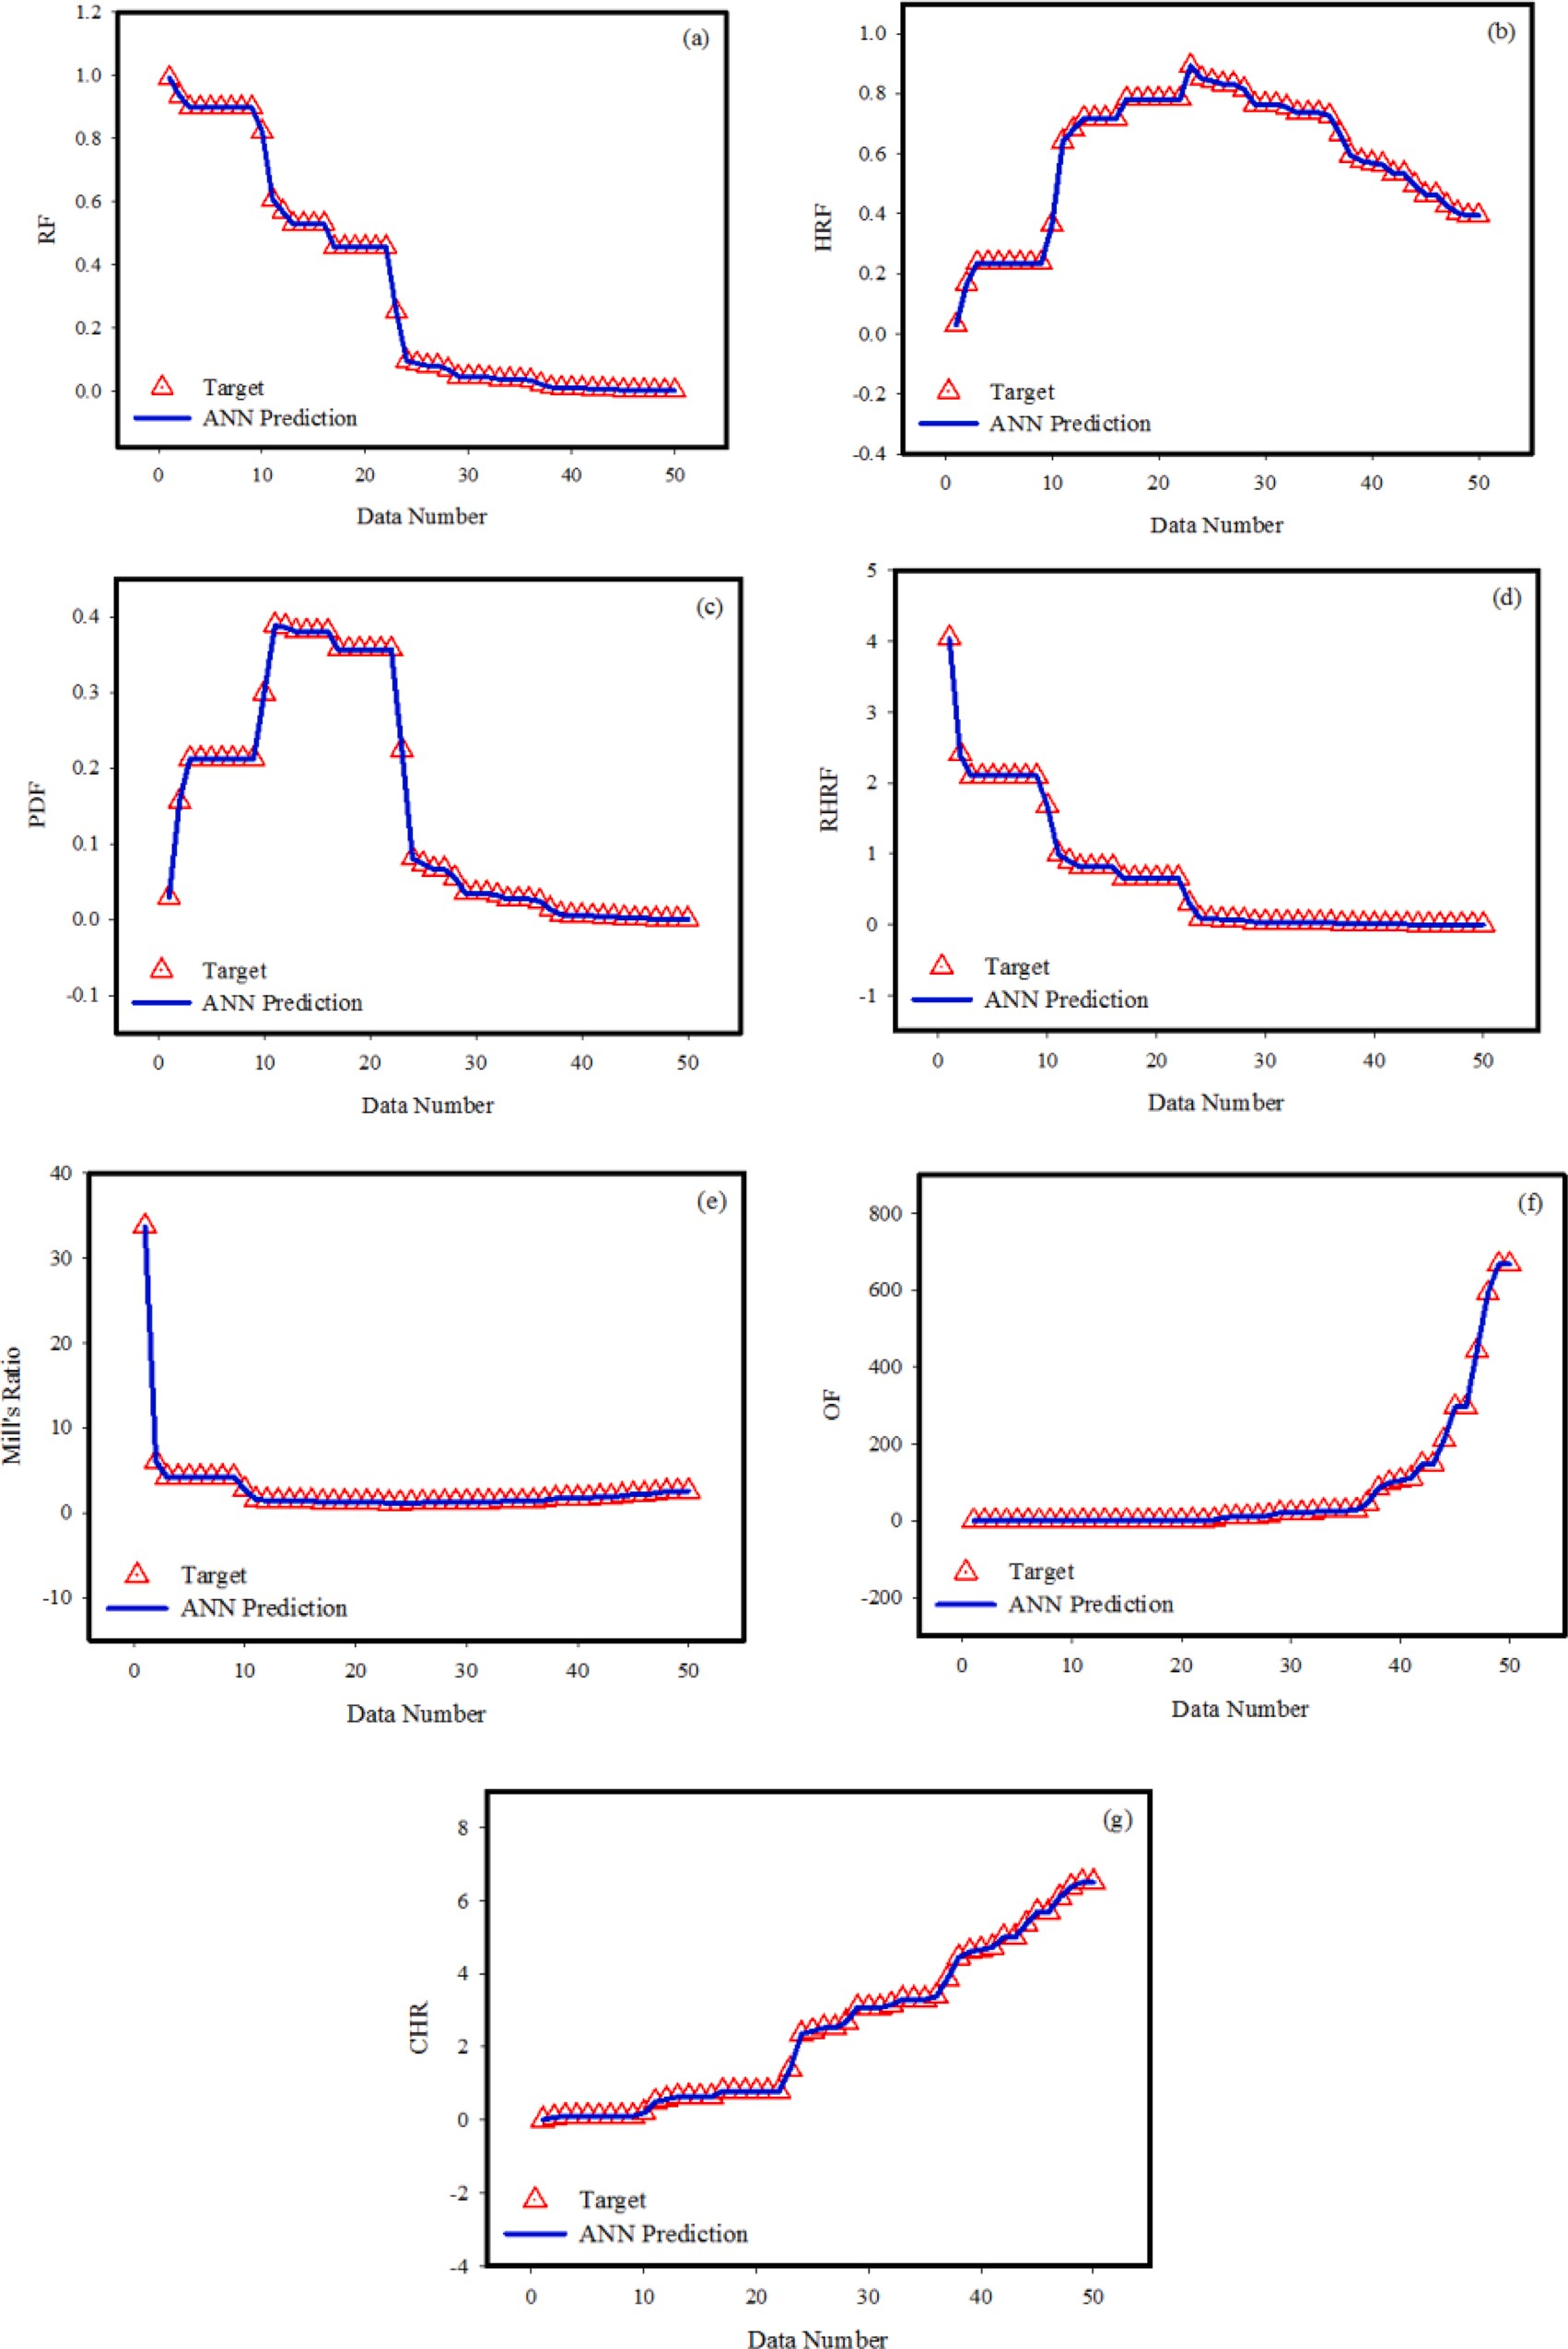 (a)
1.2
1.0
0.8
0.6
0.4
0.2
0.0
RF
Target
ANN Prediction
0 10 20 30 40 50
Data Number
(b)
1.0
0.8
0.6
0.4
0.2
0.0
-0.2
-0.4
HRF
Target
ANN Prediction
0 10 20 30 40 50
Data Number
(c)
0.4
0.3
0.2
0.1
0.0
-0.1
PDF
Target
ANN Prediction
0 10 20 30 40 50
Data Number
(d)
5
4
3
2
1
0
-1
RHRF
Target
ANN Prediction
0 10 20 30 40 50
Data Number
(e)
40
30
20
10
0
-10
Mill's Ratio
Target
ANN Prediction
0 10 20 30 40 50
Data Number
(f)
800
600
400
200
0
-200
OF
Target
ANN Prediction
0 10 20 30 40 50
Data Number
(g)
8
6
4
2
0
-2
-4
CHR
Target
ANN Prediction
0 10 20 30 40 50
Data Number